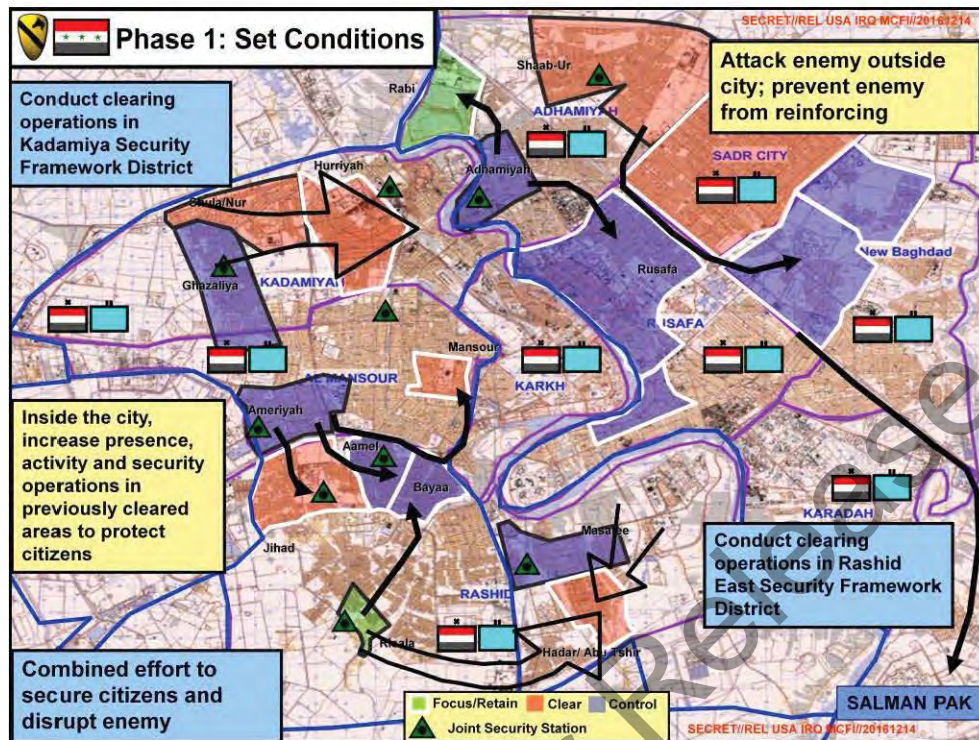 SECRET//REL USA IRQ MCFI//20161214
Phase 1: Set Conditions
Conduct clearing
operations in
Kadamiya Security
Framework District
Attack enemy outside
city; prevent enemy
from reinforcing
Shaab-Ur
Rabi
ADHAMIYAH
SADR CITY
Hurriyah
Adhamiyah
Shula/Nur
New Baghdad
Rusafa
Ghazaliya
KADAMIYAH
RUSAFA
Mansour
KARKH
AL MANSOUR
Inside the city,
increase presence,
activity and security
operations in
previously cleared
areas to protect
citizens
Ameriyah
Aamel
Bayaa
KARADAH
Jihad
Masafee
Conduct clearing
operations in Rashid
East Security Framework
District
RASHID
Risala
Hadar/ Abu Tshir
Combined effort to
secure citizens and
disrupt enemy
Focus/Retain Clear Control
Joint Security Station
SALMAN PAK
SECRET//REL USA IRQ MCFI//20161214
Release